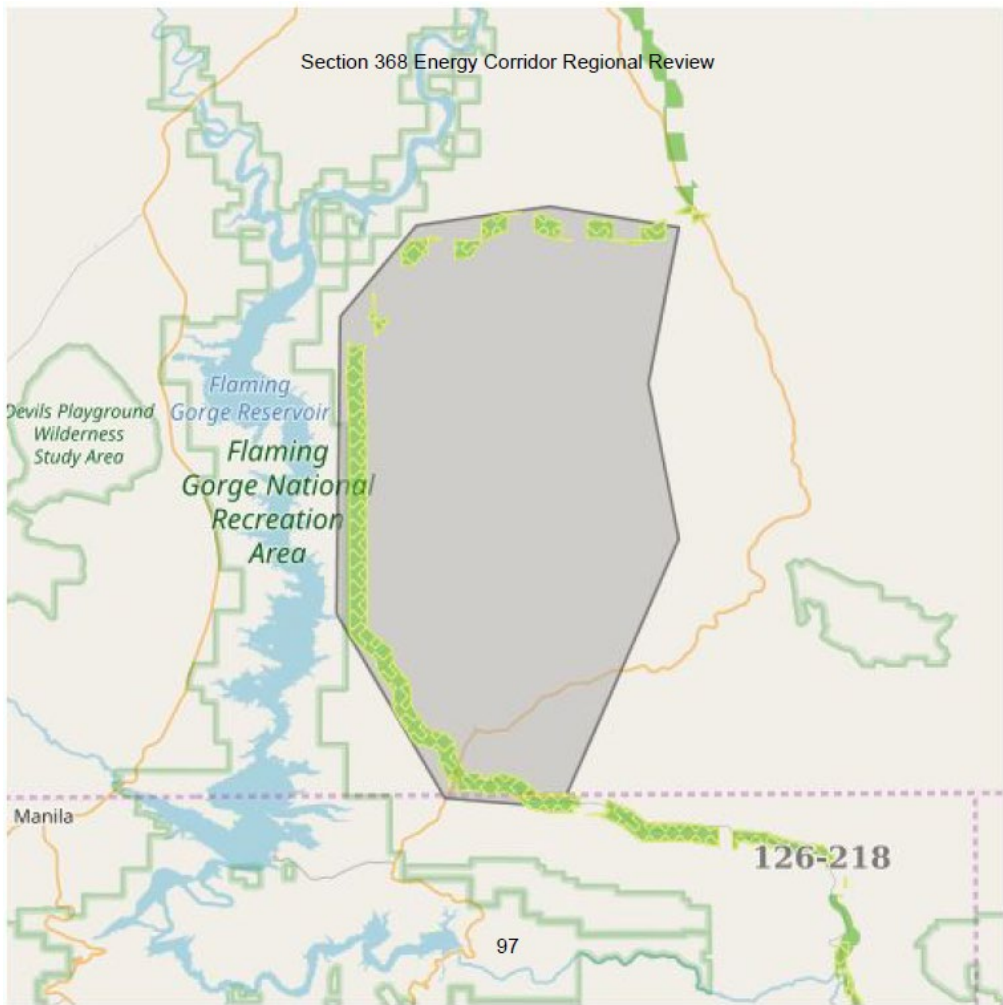 Section 368 Energy Corridor Regional Review
Flaming
Gorge Reservoir
Devils Playground
Wilderness
Study Area
Flaming
Gorge National
Recreation
Area
Manila
126-218
97